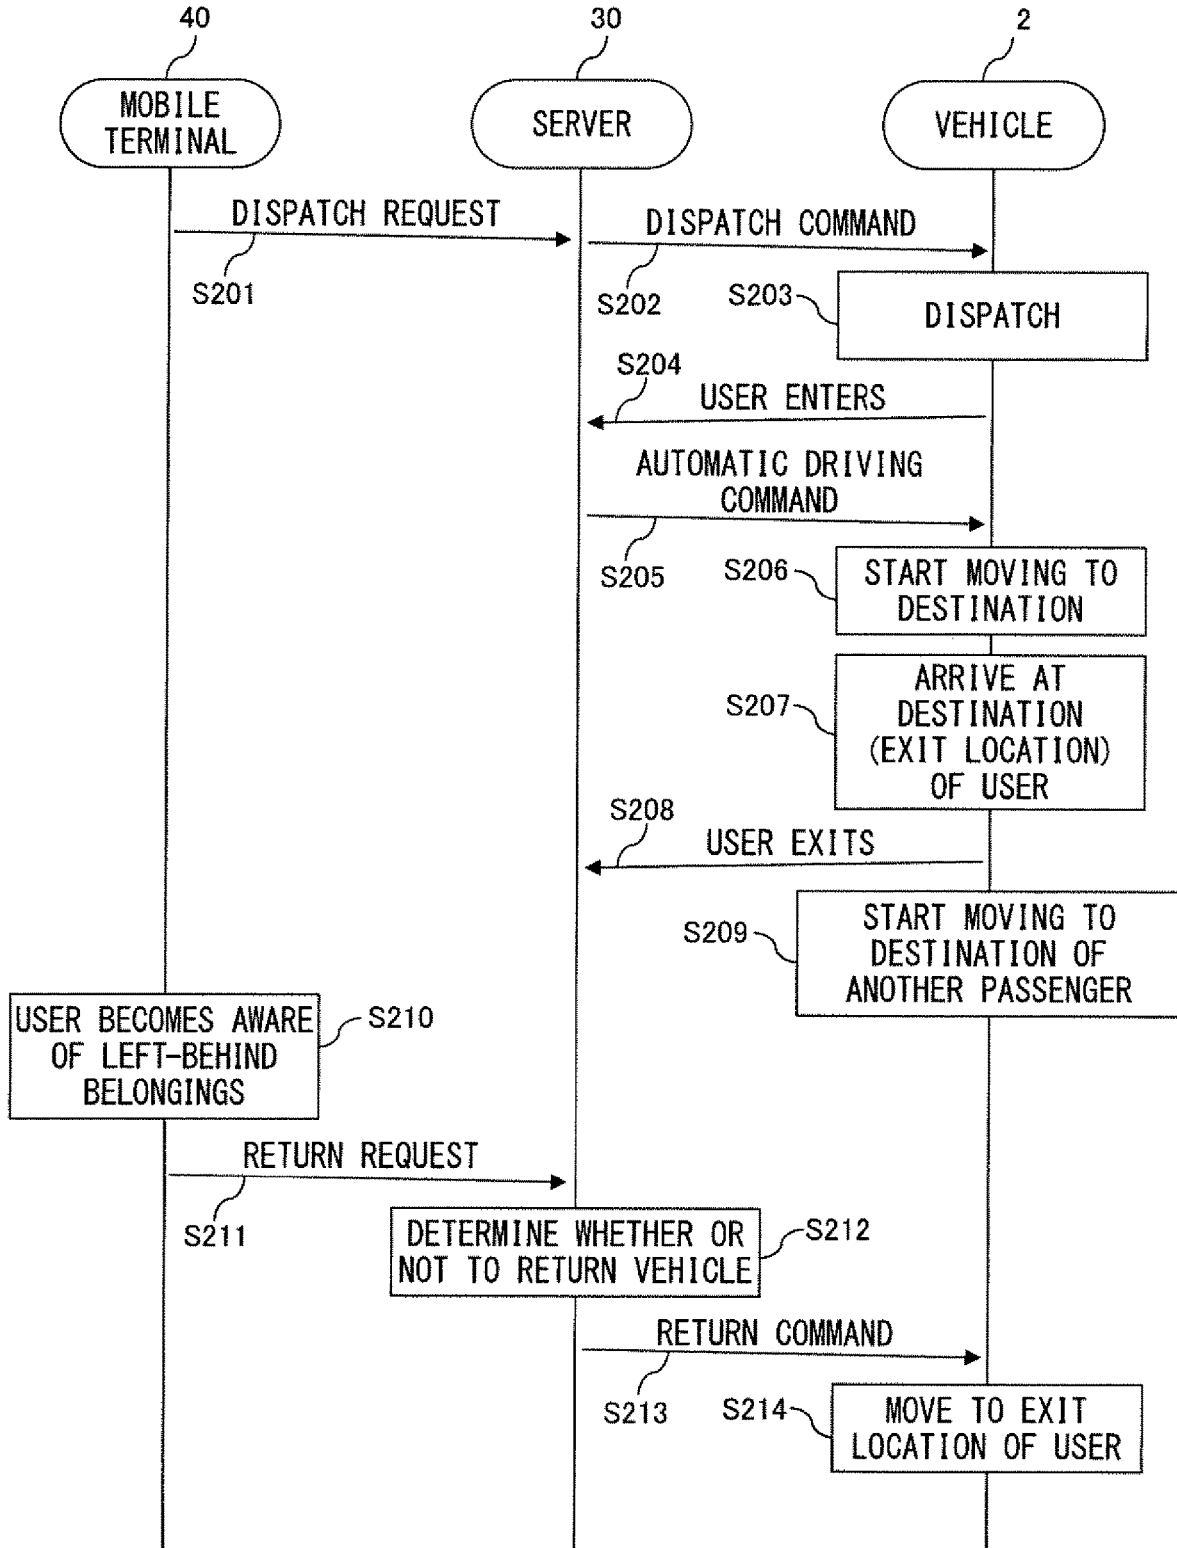 40
30
2
MOBILE
TERMINAL
SERVER
VEHICLE
DISPATCH REQUEST
DISPATCH COMMAND
S201
S202
S203
DISPATCH
S204
USER ENTERS
AUTOMATIC DRIVING
COMMAND
S205
S206
START MOVING TO
DESTINATION
S207
ARRIVE AT
DESTINATION
(EXIT LOCATION)
OF USER
S208
USER EXITS
S209
START MOVING TO
DESTINATION OF
ANOTHER PASSENGER
USER BECOMES AWARE
OF LEFT-BEHIND
BELONGINGS
S210
RETURN REQUEST
S211
DETERMINE WHETHER OR
NOT TO RETURN VEHICLE
S212
RETURN COMMAND
S213
S214
MOVE TO EXIT
LOCATION OF USER